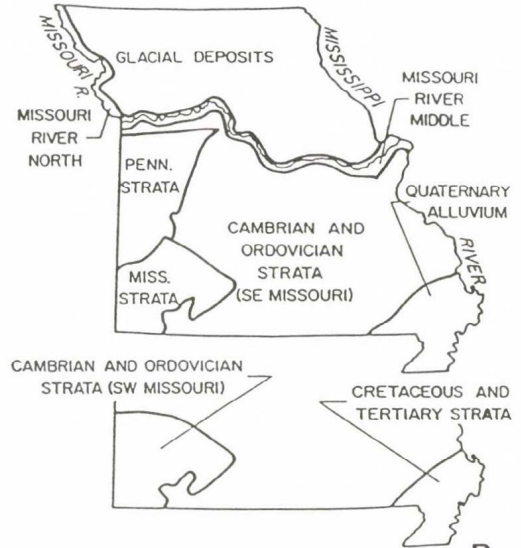 MISSOURI R.
GLACIAL DEPOSITS
MISSISSIPPI
MISSOURI
RIVER
MIDDLE
MISSOURI
RIVER
NORTH
PENN.
STRATA
QUATERNARY
ALLUVIUM
CAMBRIAN AND
ORDOVICIAN
STRATA
(SE MISSOURI)
RIVER
MISS.
STRATA
CAMBRIAN AND ORDOVICIAN
STRATA (SW MISSOURI)
CRETACEOUS AND
TERTIARY STRATA